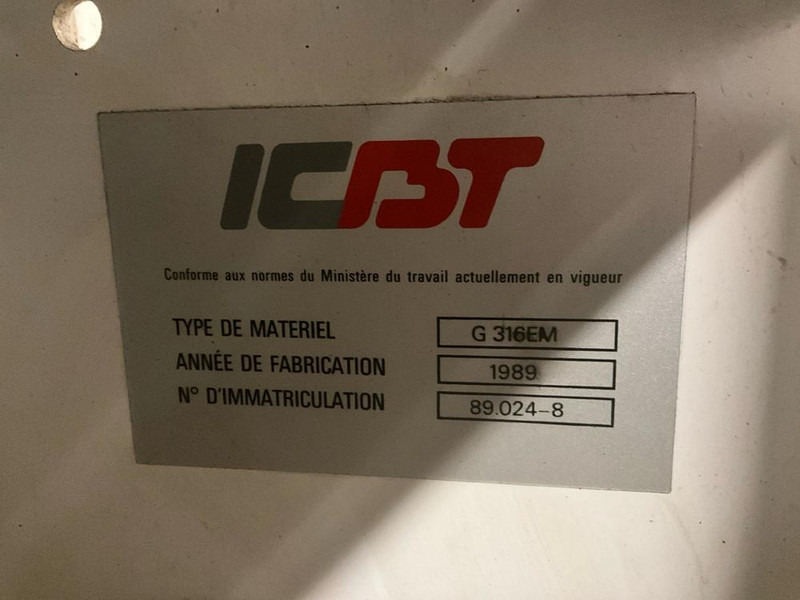 ICBT
Conforme aux normes du Ministère du travail actuellement en vigueur
TYPE DE MATERIEL G 316EM
ANNÉE DE FABRICATION 1989
N° D'IMMATRICULATION 89.024-8